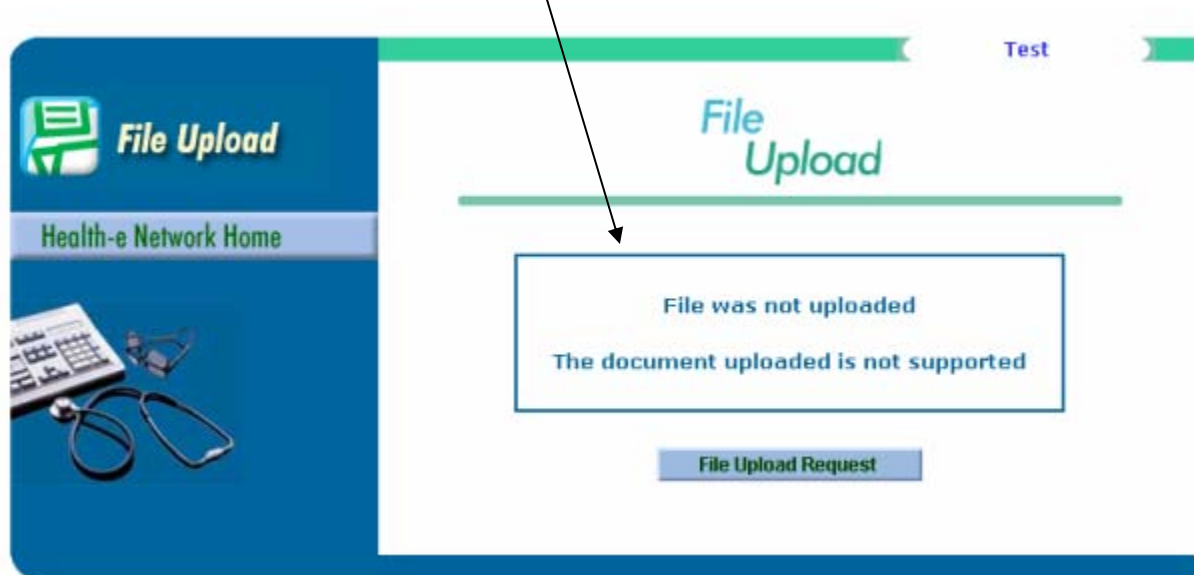 Test
File Upload
File
Upload
Health-e Network Home
File was not uploaded
The document uploaded is not supported
File Upload Request